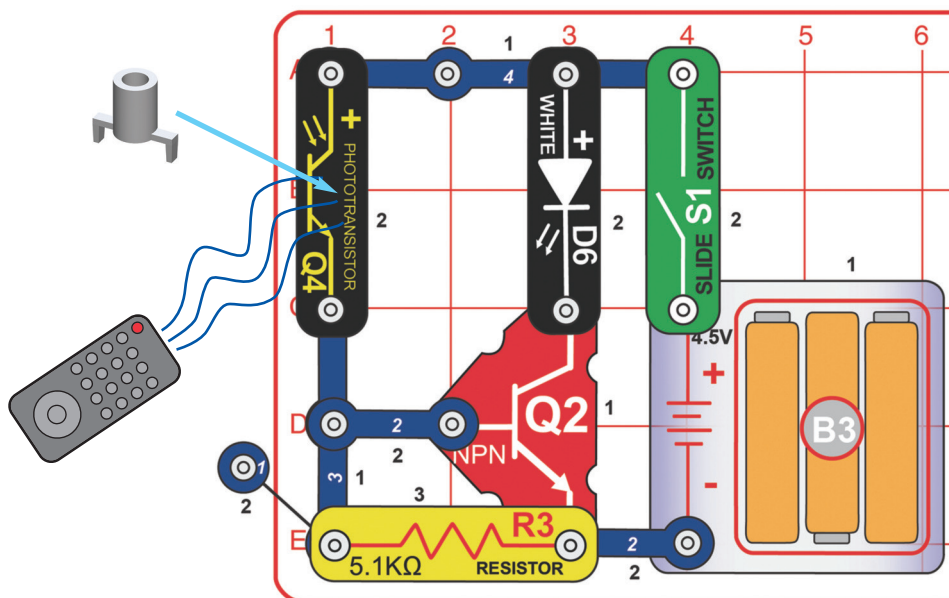 1 2 3 4 5 6
1
4
A
+ PHOTOTRANSISTOR
Q4
2
WHITE
+
D6
2
SLIDE SWITCH
S1
2
B
C
1
4.5V
+
-
B3
D
2
2
NPN
Q2
1
1
2
3
1
3
E
R3
5.1KΩ
RESISTOR
2
2